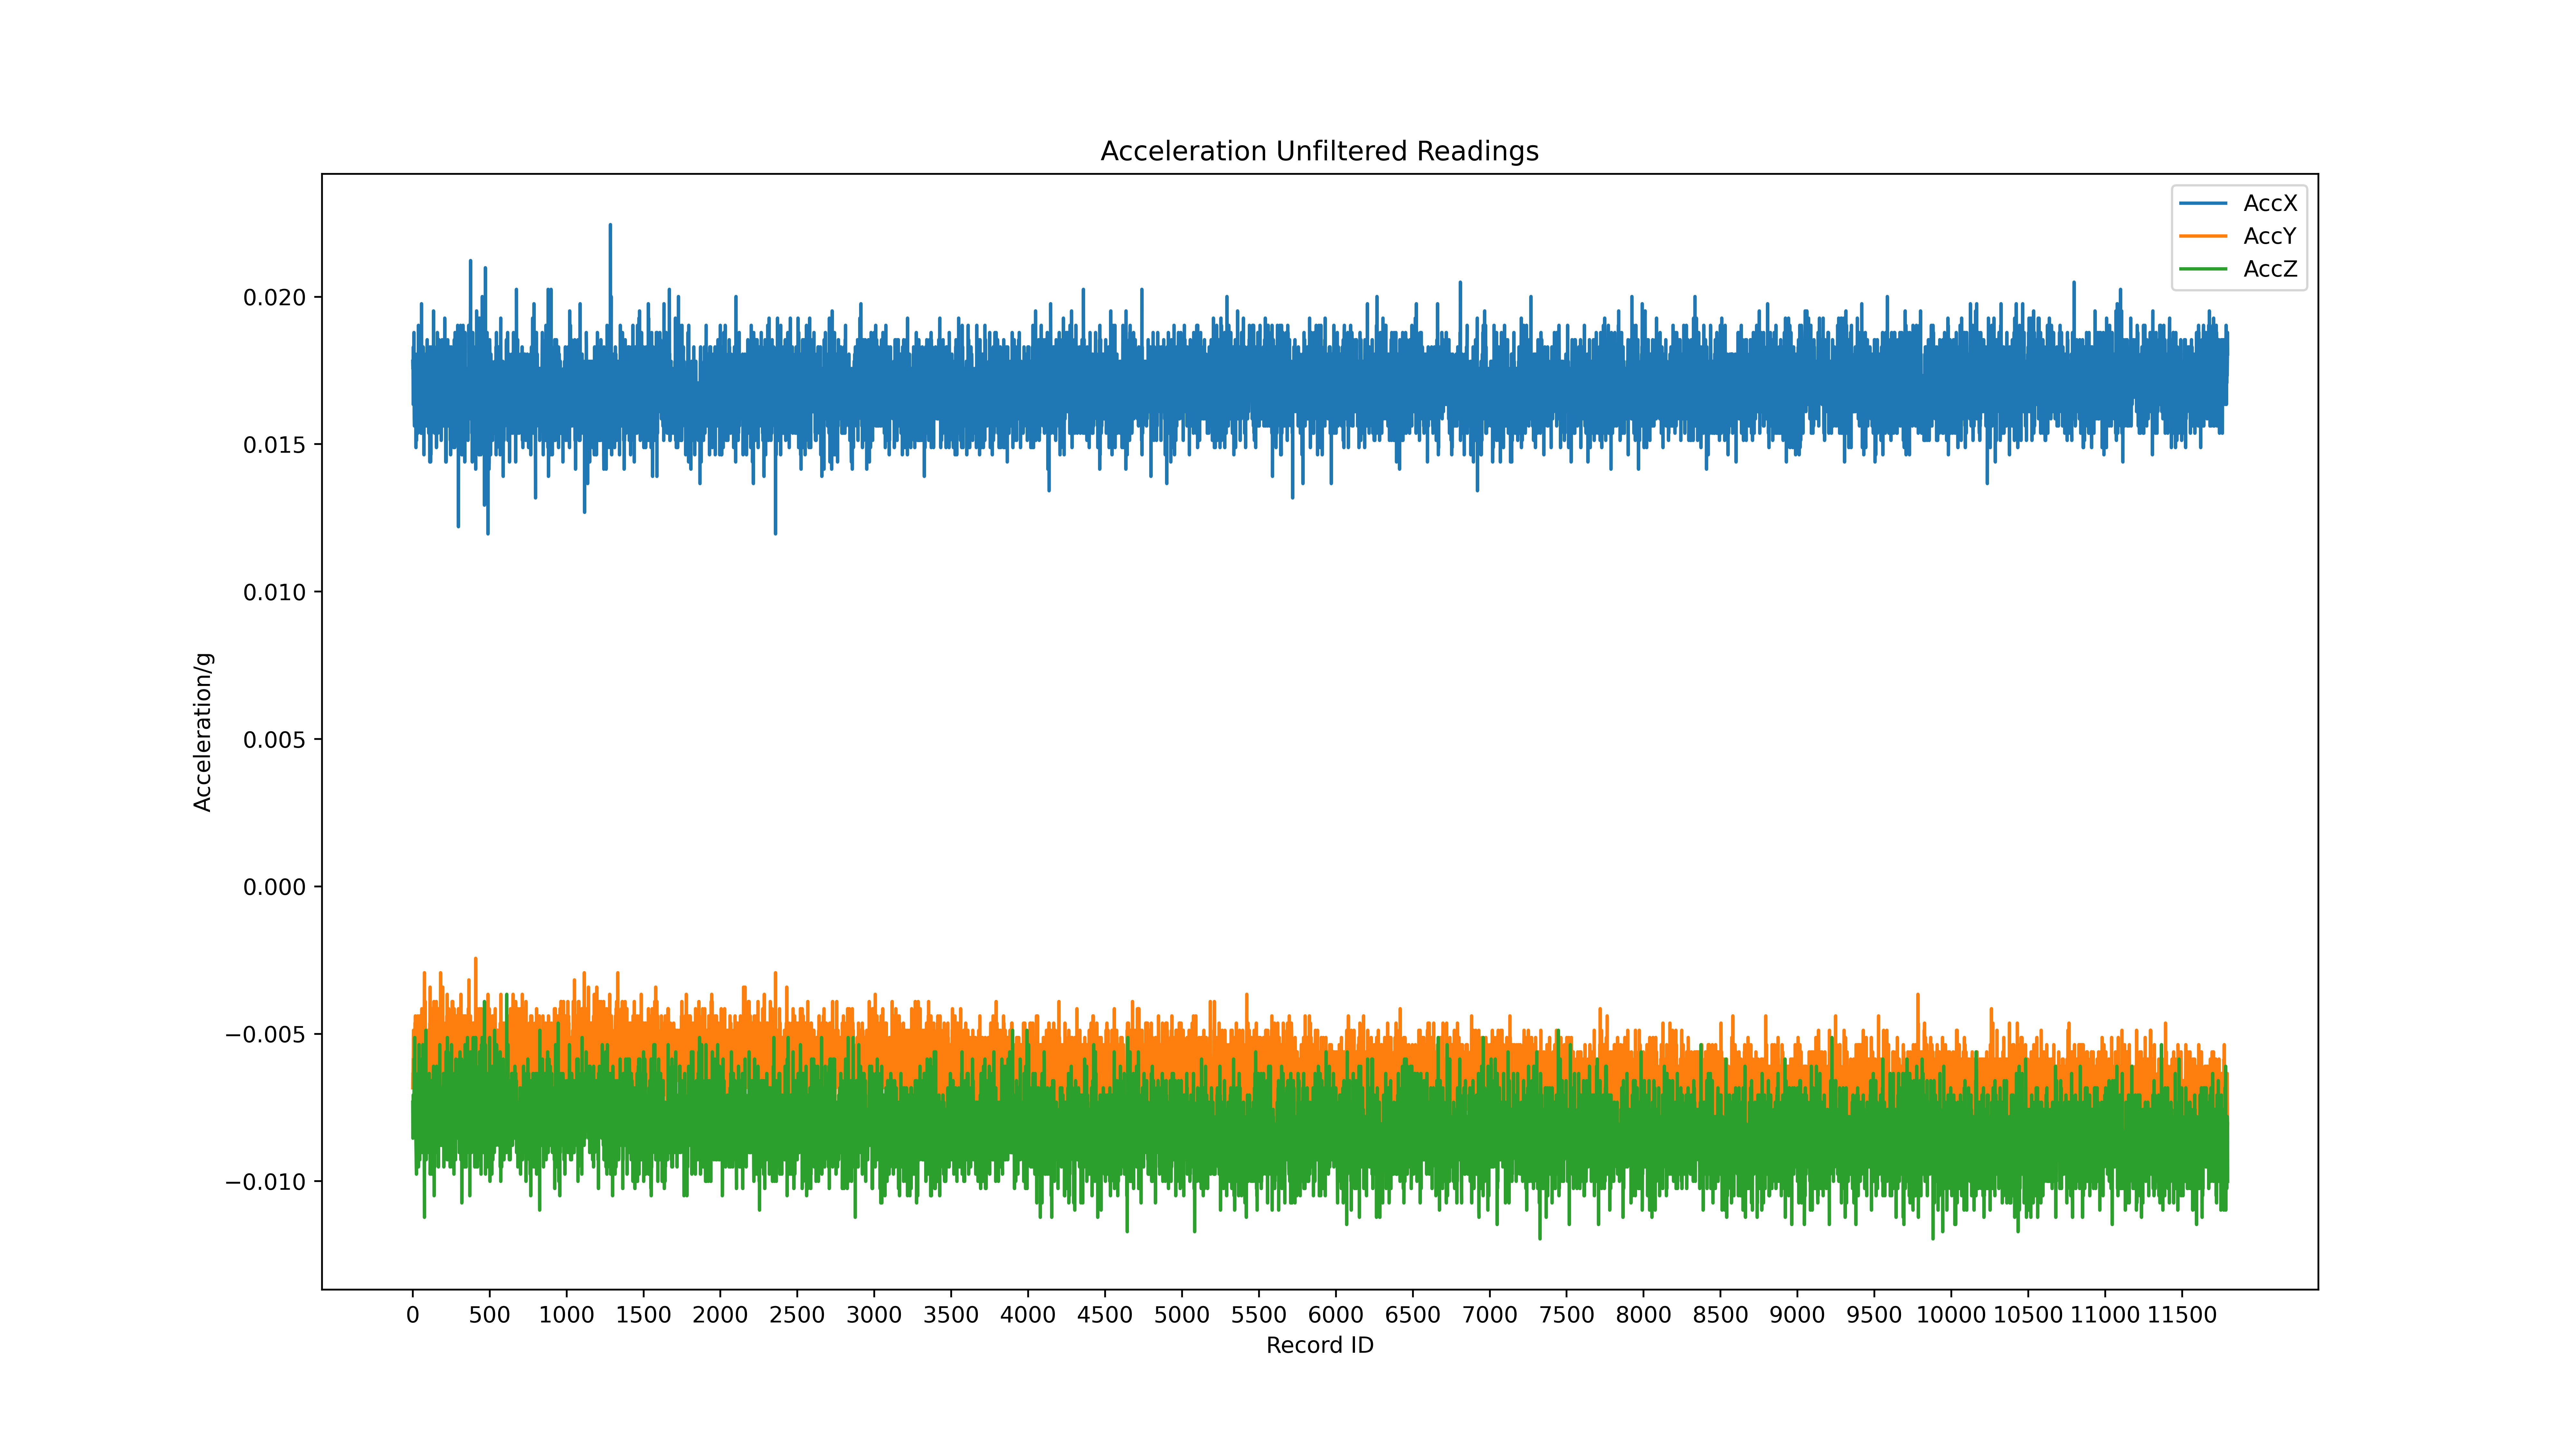 Acceleration Unfiltered Readings
AccX
AccY
AccZ
0.020
0.015
0.010
0.005
0.000
−0.005
−0.010
Acceleration/g
0 500 1000 1500 2000 2500 3000 3500 4000 4500 5000 5500 6000 6500 7000 7500 8000 8500 9000 9500 10000 10500 11000 11500
Record ID